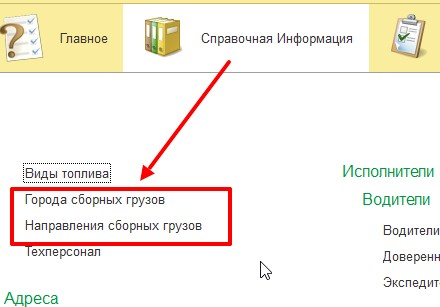 Главное
Справочная Информация
Виды топлива
Города сборных грузов
Направления сборных грузов
Техперсонал
Адреса
Исполнители
Водители
Водители
Доверенн
Экспедит